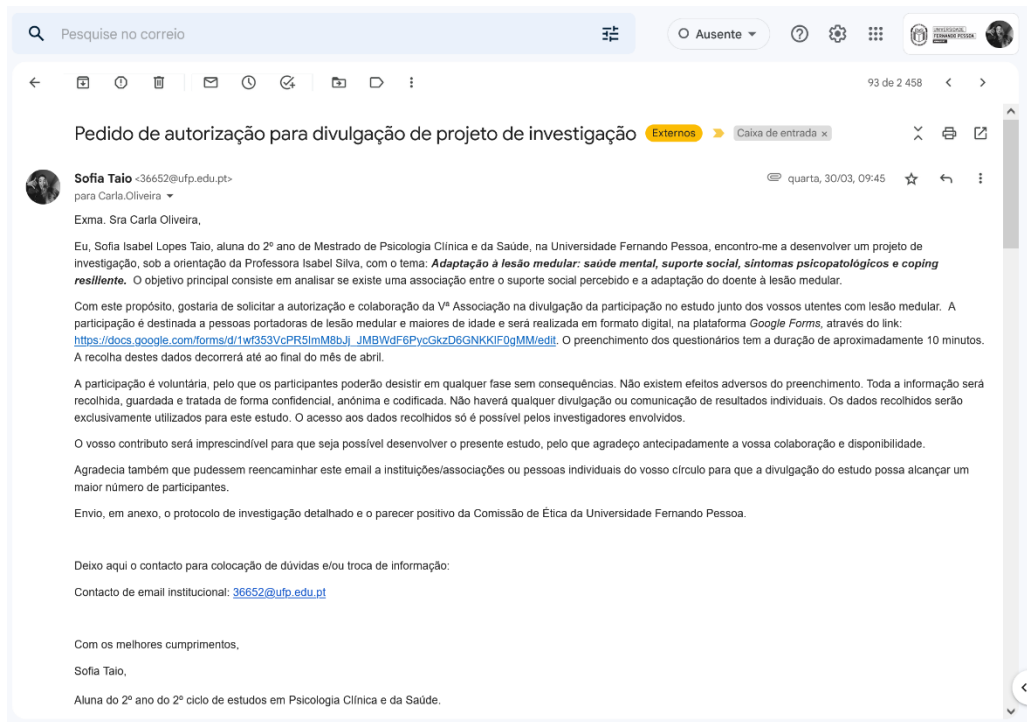 Pesquise no correio
Ausente
UNIVERSIDADE
FERNANDO PESSOA
93 de 2 458
Pedido de autorização para divulgação de projeto de investigação Externos Caixa de entrada ×
Sofia Taio <36652@ufp.edu.pt>
quarta, 30/03, 09:45
para Carla.Oliveira
Exma. Sra Carla Oliveira,
Eu, Sofia Isabel Lopes Taio, aluna do 2º ano de Mestrado de Psicologia Clínica e da Saúde, na Universidade Fernando Pessoa, encontro-me a desenvolver um projeto de
investigação, sob a orientação da Professora Isabel Silva, com o tema: Adaptação à lesão medular: saúde mental, suporte social, sintomas psicopatológicos e coping
resiliente. O objetivo principal consiste em analisar se existe uma associação entre o suporte social percebido e a adaptação do doente à lesão medular.
Com este propósito, gostaria de solicitar a autorização e colaboração da Vª Associação na divulgação da participação no estudo junto dos vossos utentes com lesão medular. A
participação é destinada a pessoas portadoras de lesão medular e maiores de idade e será realizada em formato digital, na plataforma Google Forms, através do link:
https://docs.google.com/forms/d/1wf353VcPR5ImM8bJj_JMBWdF6PycGkzD6GNKKlF0gMM/edit. O preenchimento dos questionários tem a duração de aproximadamente 10 minutos.
A recolha destes dados decorrerá até ao final do mês de abril.
A participação é voluntária, pelo que os participantes poderão desistir em qualquer fase sem consequências. Não existem efeitos adversos do preenchimento. Toda a informação será
recolhida, guardada e tratada de forma confidencial, anónima e codificada. Não haverá qualquer divulgação ou comunicação de resultados individuais. Os dados recolhidos serão
exclusivamente utilizados para este estudo. O acesso aos dados recolhidos só é possível pelos investigadores envolvidos.
O vosso contributo será imprescindível para que seja possível desenvolver o presente estudo, pelo que agradeço antecipadamente a vossa colaboração e disponibilidade.
Agradecia também que pudessem reencaminhar este email a instituições/associações ou pessoas individuais do vosso círculo para que a divulgação do estudo possa alcançar um
maior número de participantes.
Envio, em anexo, o protocolo de investigação detalhado e o parecer positivo da Comissão de Ética da Universidade Fernando Pessoa.
Deixo aqui o contacto para colocação de dúvidas e/ou troca de informação:
Contacto de email institucional: 36652@ufp.edu.pt
Com os melhores cumprimentos,
Sofia Taio,
Aluna do 2º ano do 2º ciclo de estudos em Psicologia Clínica e da Saúde.